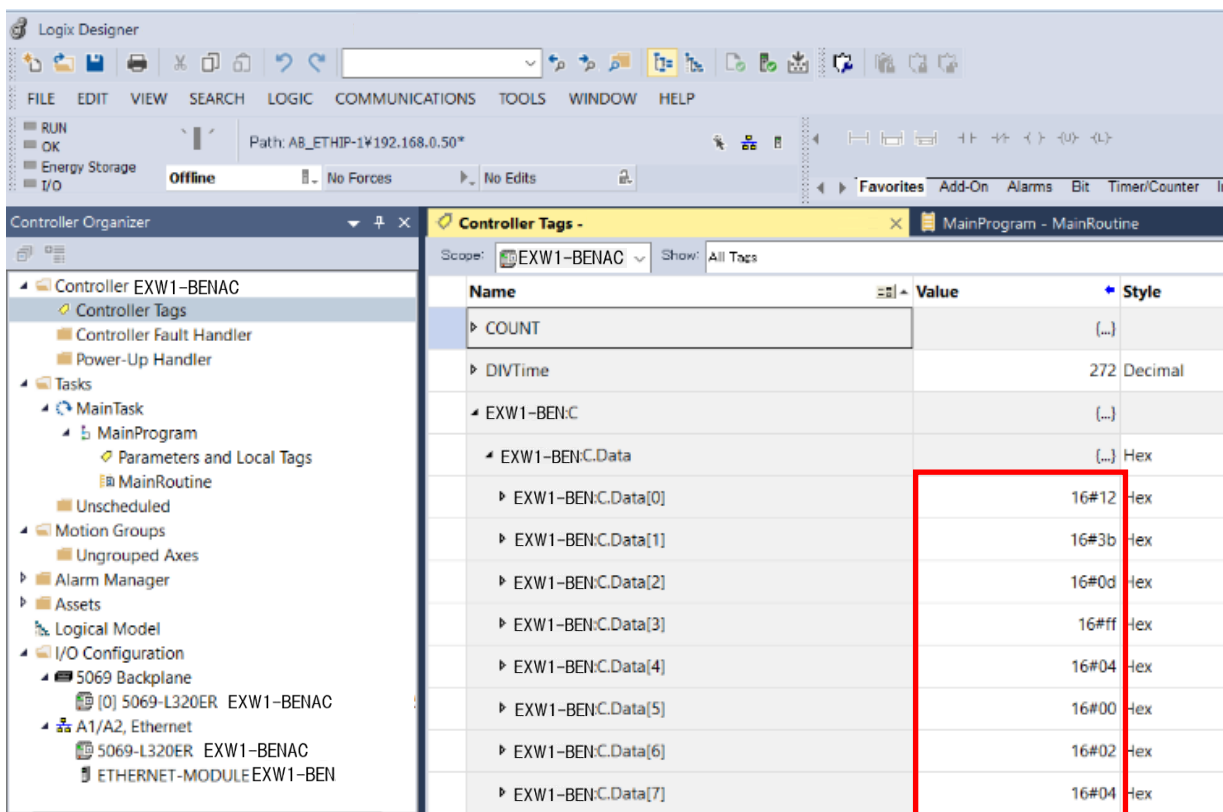 Logix Designer
FILE EDIT VIEW SEARCH LOGIC COMMUNICATIONS TOOLS WINDOW HELP
RUN
OK
Energy Storage
I/O
Path: AB_ETHIP-1¥192.168.0.50*
Offline
No Forces
No Edits
Favorites Add-On Alarms Bit Timer/Counter
Controller Organizer
Controller EXW1-BENAC
Controller Tags
Controller Fault Handler
Power-Up Handler
Tasks
MainTask
MainProgram
Parameters and Local Tags
MainRoutine
Unscheduled
Motion Groups
Ungrouped Axes
Alarm Manager
Assets
Logical Model
I/O Configuration
5069 Backplane
[0] 5069-L320ER EXW1-BENAC
A1/A2, Ethernet
5069-L320ER EXW1-BENAC
ETHERNET-MODULE EXW1-BEN
Controller Tags -
MainProgram - MainRoutine
Scope: EXW1-BENAC Show: All Tags
Name Value Style
COUNT {...}
DIVTime 272 Decimal
EXW1-BEN:C {...}
EXW1-BEN:C.Data {...} Hex
EXW1-BEN:C.Data[0] 16#12 Hex
EXW1-BEN:C.Data[1] 16#3b Hex
EXW1-BEN:C.Data[2] 16#0d Hex
EXW1-BEN:C.Data[3] 16#ff Hex
EXW1-BEN:C.Data[4] 16#04 Hex
EXW1-BEN:C.Data[5] 16#00 Hex
EXW1-BEN:C.Data[6] 16#02 Hex
EXW1-BEN:C.Data[7] 16#04 Hex